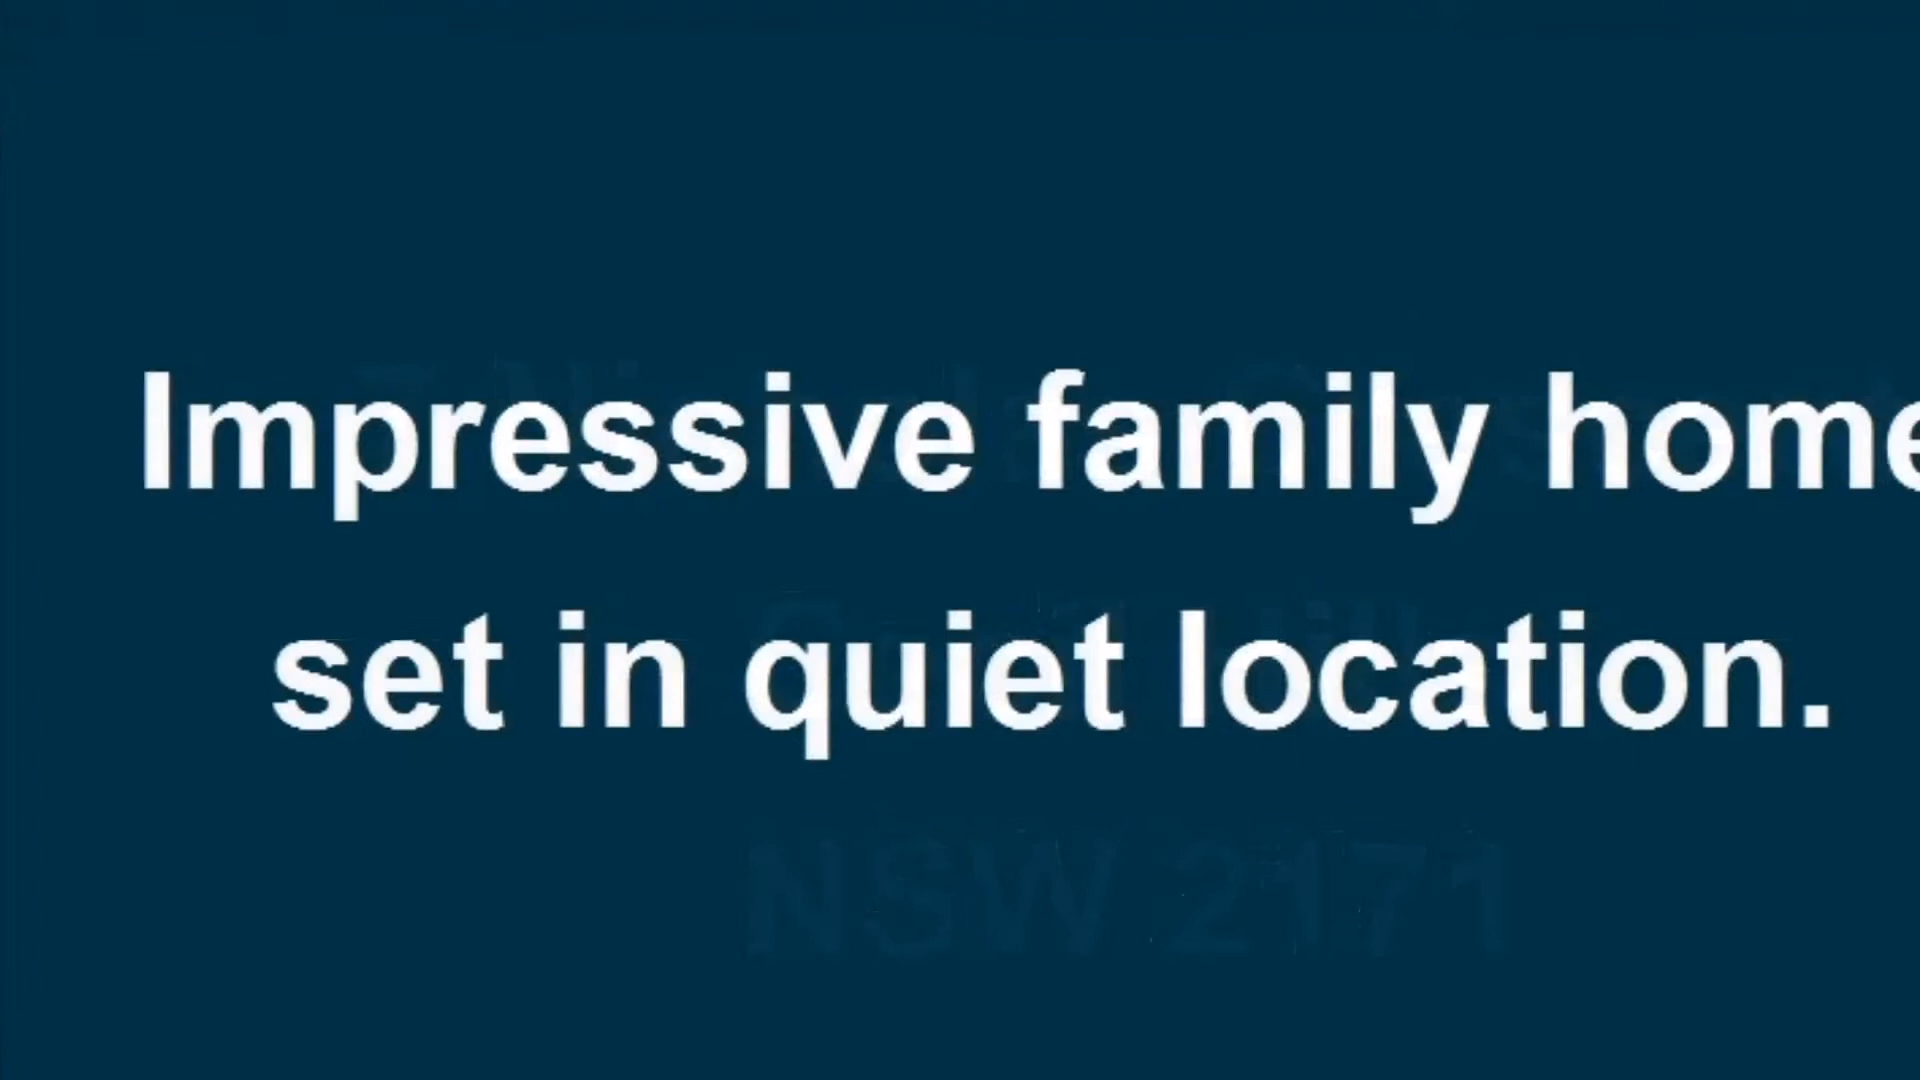 Impressive family home
set in quiet location.
NSW 2171